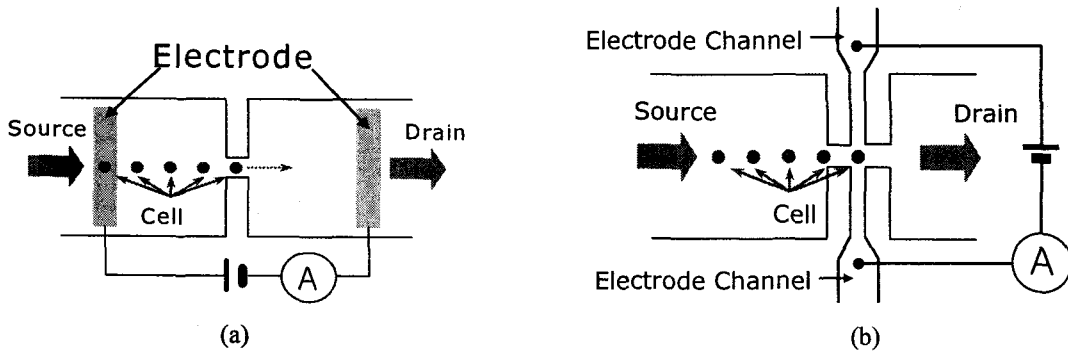 Electrode
Source
Drain
Cell
A
(a)
Electrode Channel
Source
Drain
Cell
Electrode Channel
A
(b)